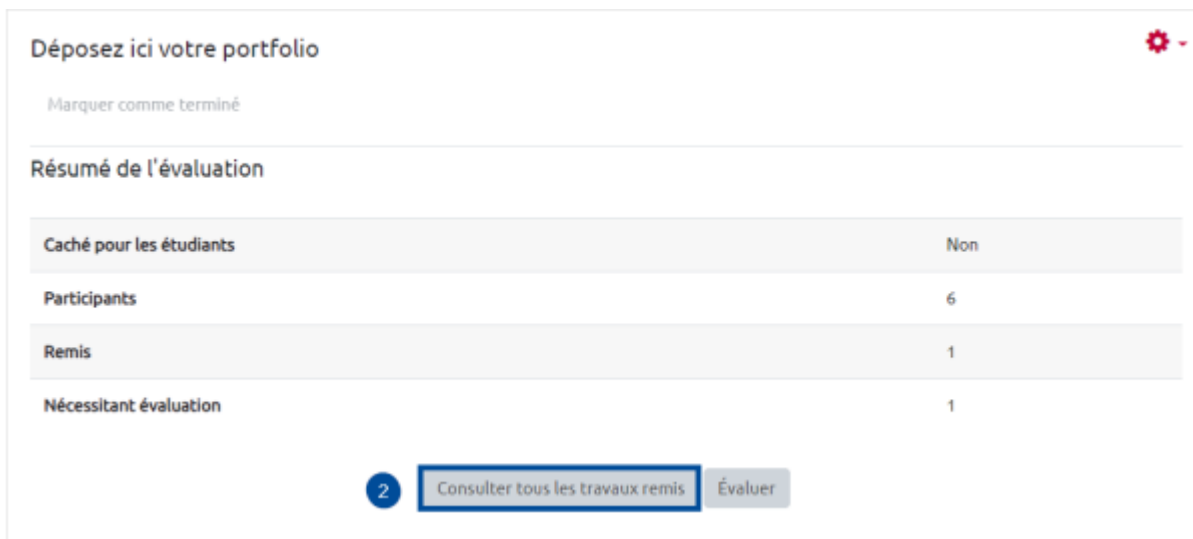 Déposez ici votre portfolio
Marquer comme terminé
Résumé de l'évaluation
Caché pour les étudiants Non
Participants 6
Remis 1
Nécessitant évaluation 1
2 Consulter tous les travaux remis Évaluer